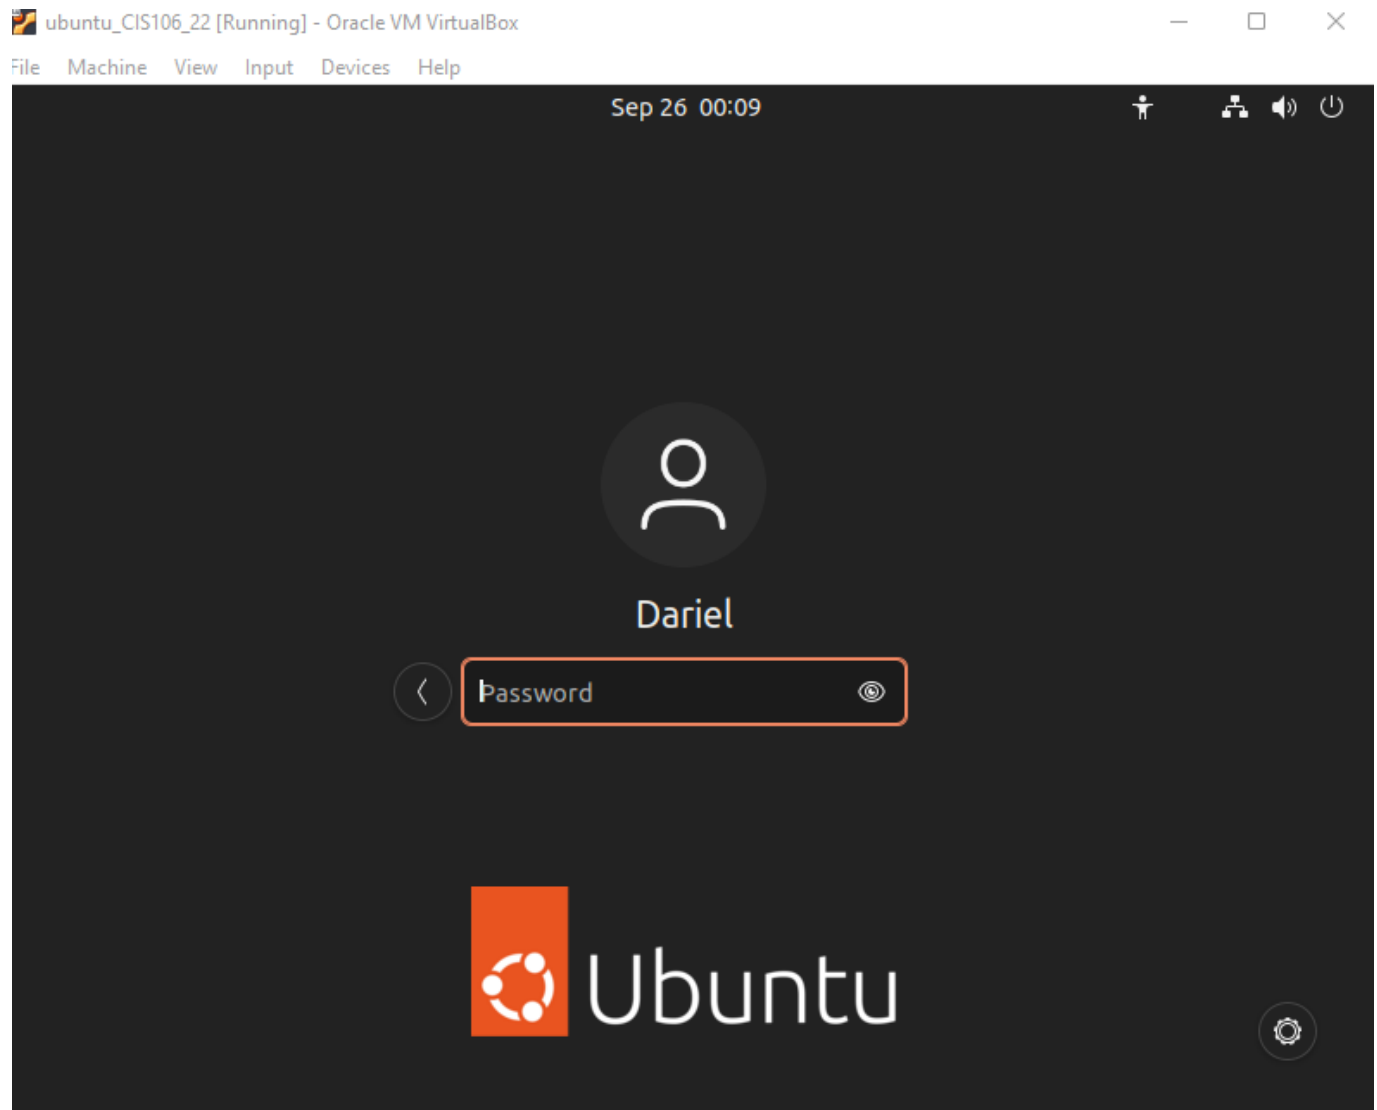 ubuntu_CIS106_22 [Running] - Oracle VM VirtualBox
File Machine View Input Devices Help
Sep 26 00:09
Dariel
Password
Ubuntu